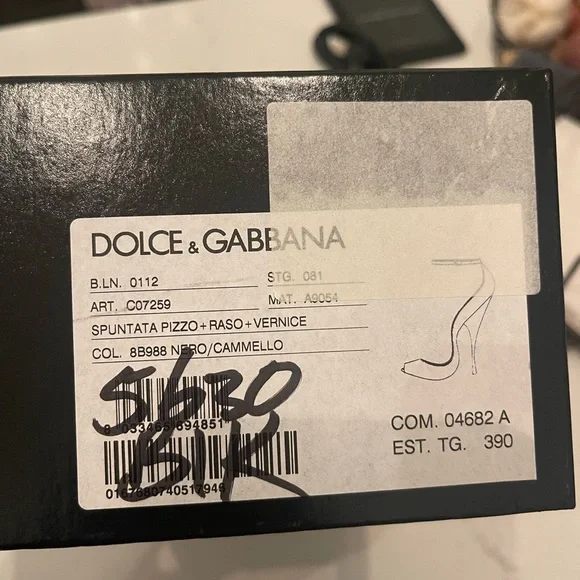 DOLCE & GABBANA
B.LN. 0112 STG. 081
ART. C07259 MAT. A9054
SPUNTATA PIZZO+RASO+VERNICE
COL. 8B988 NERO/CAMMELLO
5630
BLK
COM. 04682 A
EST. TG. 390